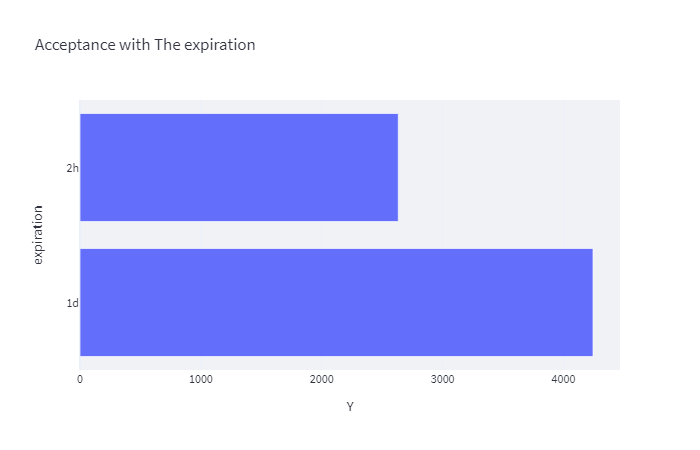 Acceptance with The expiration
expiration
2h
1d
0 1000 2000 3000 4000
Y